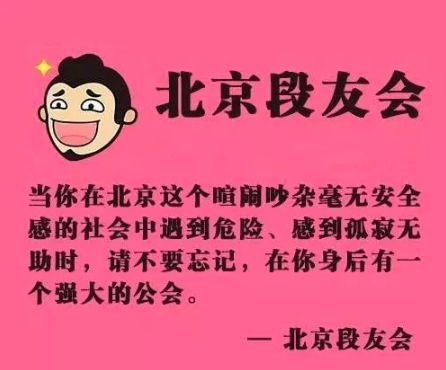 北京段友会
当你在北京这个喧闹吵杂毫无安全
感的社会中遇到危险、感到孤寂无
助时，请不要忘记，在你身后有一
个强大的公会。
— 北京段友会